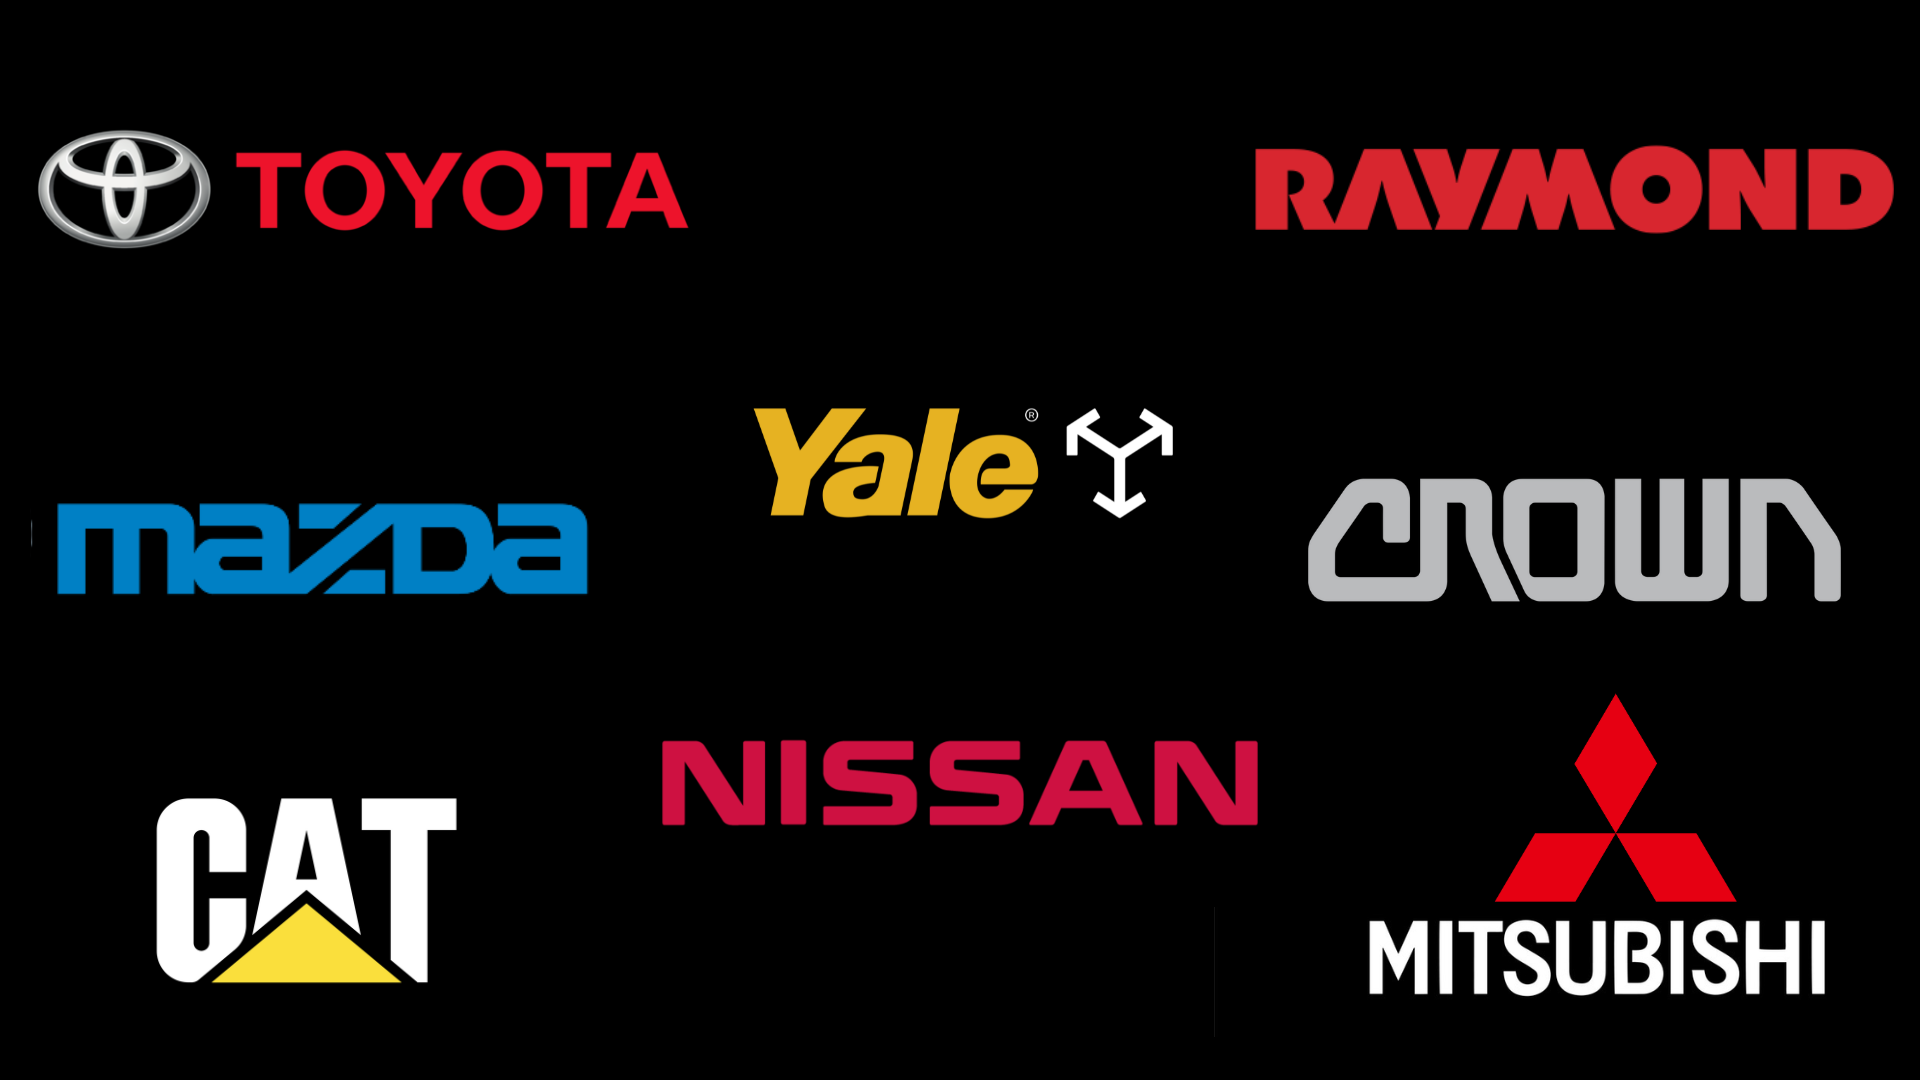 TOYOTA
RAYMOND
Yale®
mazda
CROWN
NISSAN
CAT
MITSUBISHI